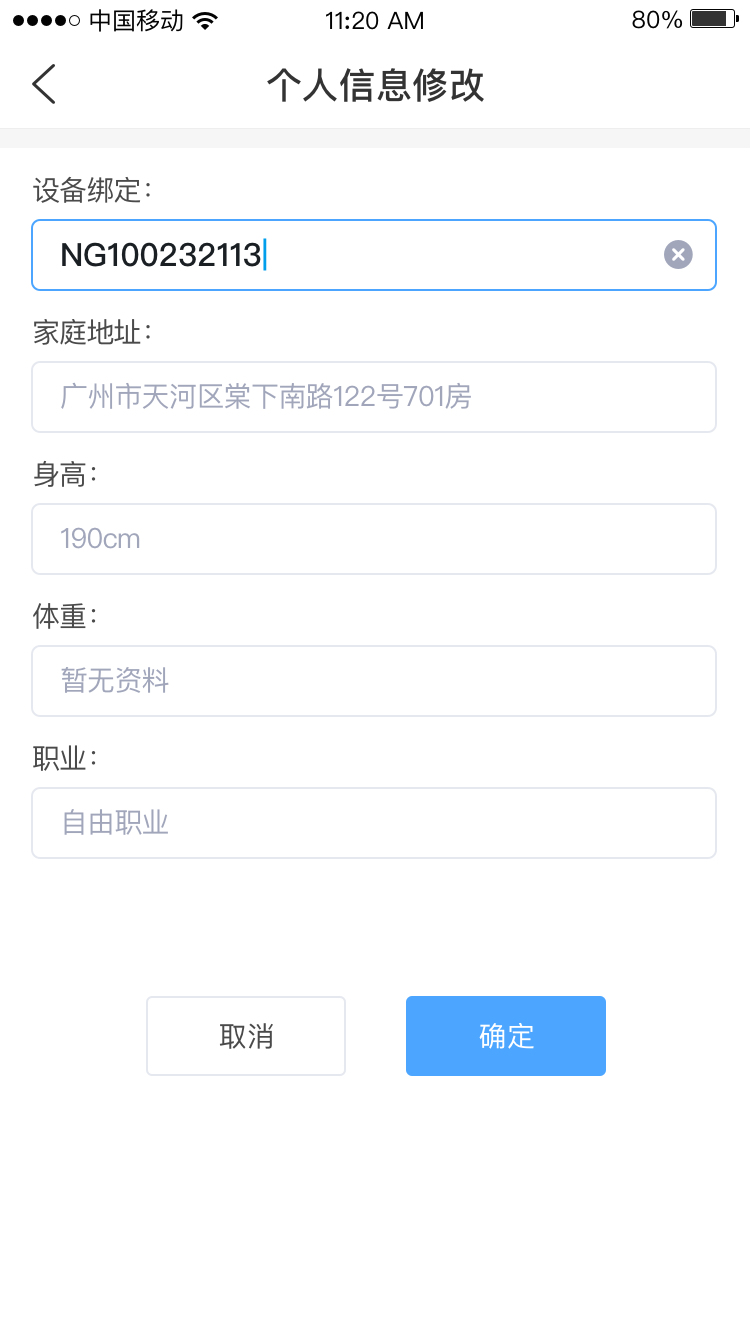 中国移动 11:20 AM 80%
个人信息修改
设备绑定:
NG100232113
家庭地址:
广州市天河区棠下南路122号701房
身高:
190cm
体重:
暂无资料
职业:
自由职业
取消 确定